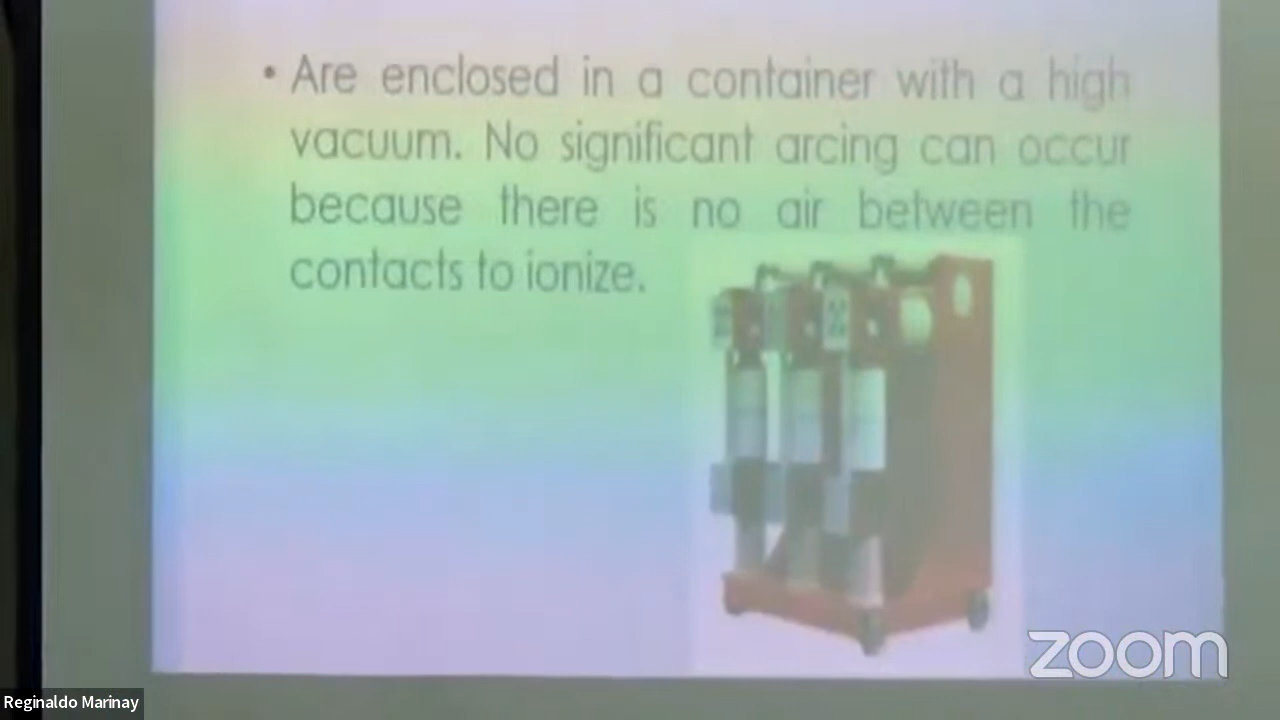 • Are enclosed in a container with a high
vacuum. No significant arcing can occur
because there is no air between the
contacts to ionize.
zoom
Reginaldo Marinay